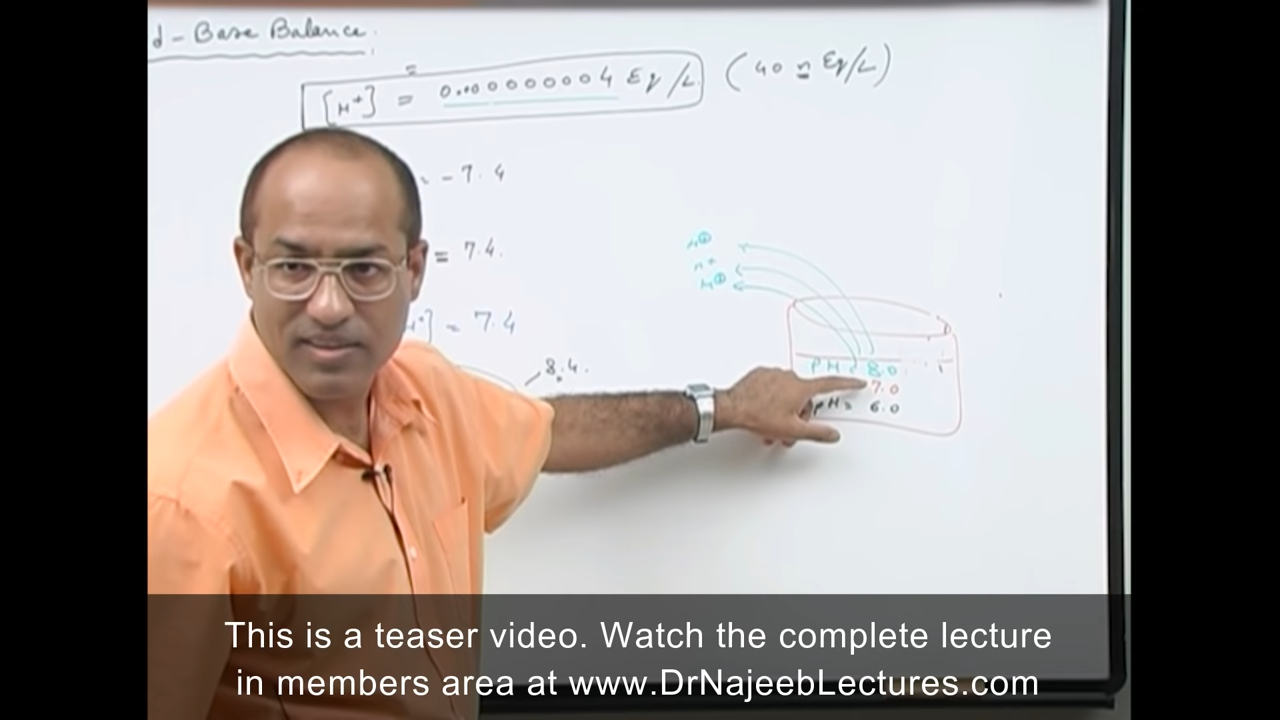 d-Base Balance.
[H+] = 0.00000004 Eq/L (40 n Eq/L)
= -7.4
= 7.4.
H+] = 7.4
8.4.
H+
H+
H+
PH = 8.0
7.0
pH= 6.0
This is a teaser video. Watch the complete lecture
in members area at www.DrNajeebLectures.com